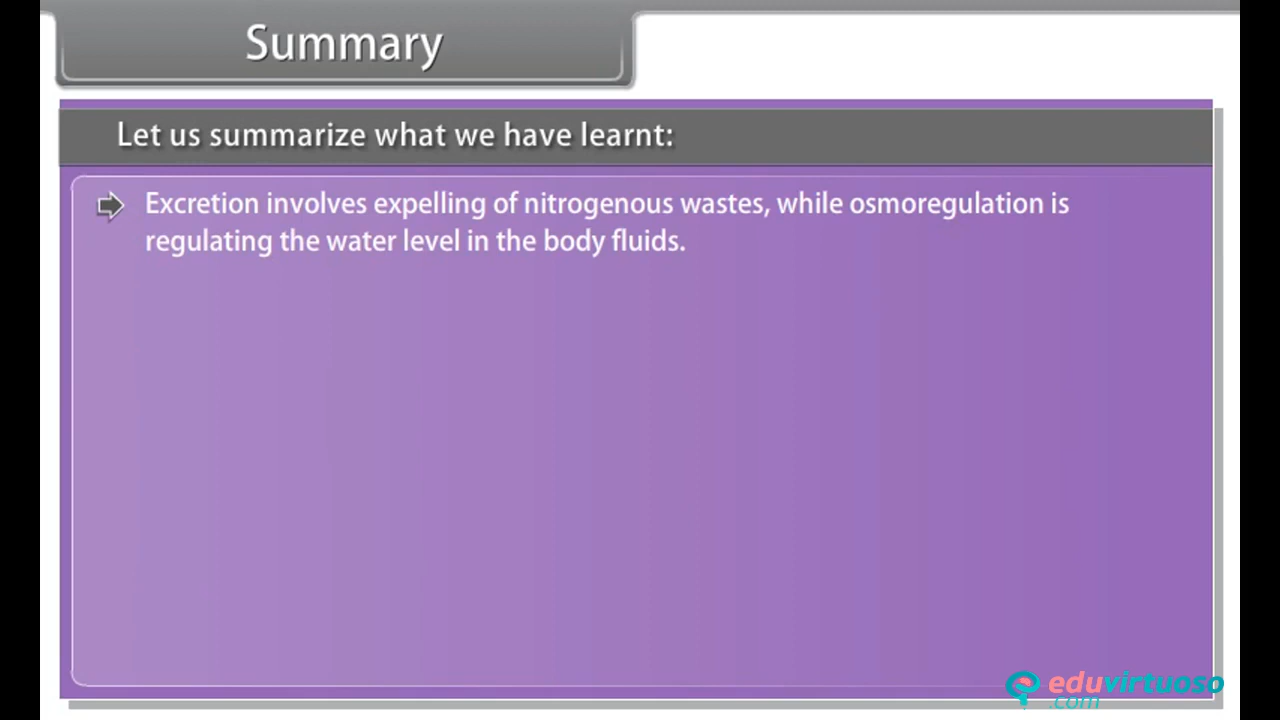 Summary
Let us summarize what we have learnt:
Excretion involves expelling of nitrogenous wastes, while osmoregulation is
regulating the water level in the body fluids.
eduvirtuoso
.com